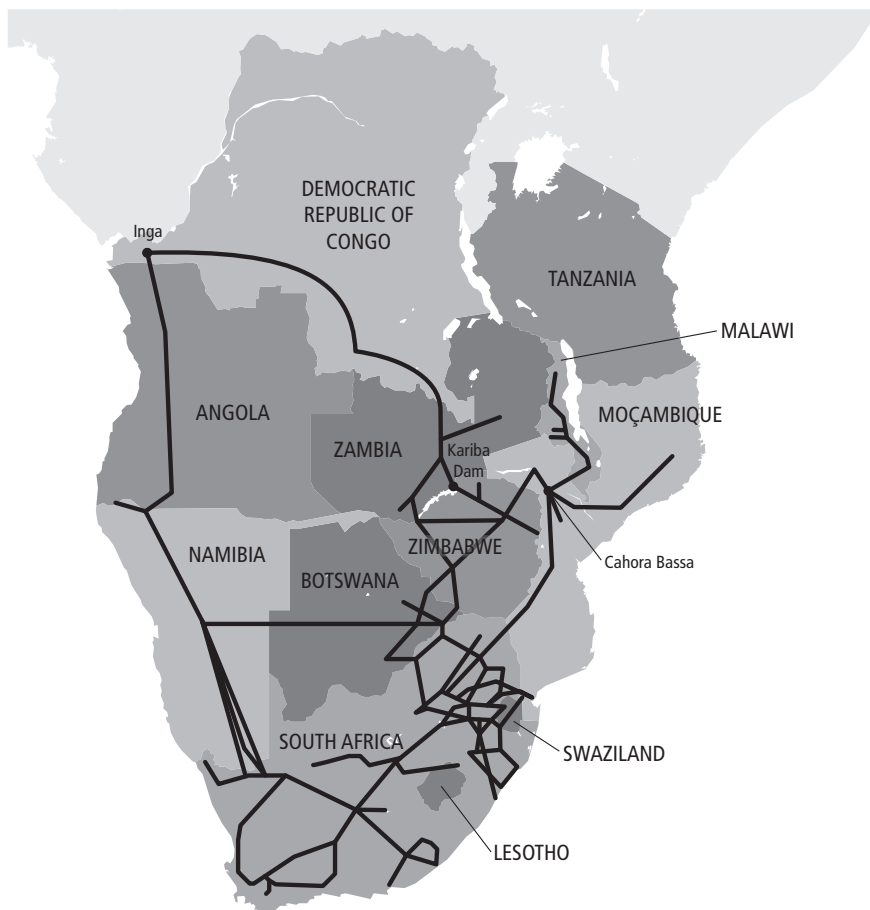 DEMOCRATIC
REPUBLIC OF
CONGO
Inga
TANZANIA
MALAWI
ANGOLA
MOÇAMBIQUE
ZAMBIA
Kariba
Dam
NAMIBIA
ZIMBABWE
Cahora Bassa
BOTSWANA
SOUTH AFRICA
SWAZILAND
LESOTHO